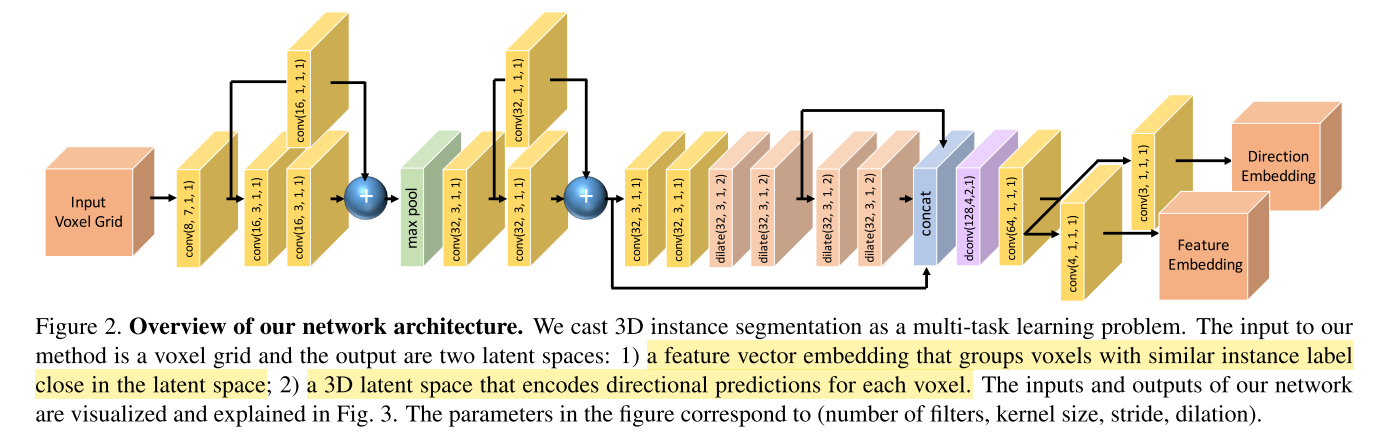 Input
Voxel Grid
conv(8, 7, 1, 1)
conv(16, 3, 1, 1)
conv(16, 1, 1, 1)
conv(16, 3, 1, 1)
+
max pool
conv(32, 3, 1, 1)
conv(32, 1, 1, 1)
conv(32, 3, 1, 1)
+
conv(32, 3, 1, 1)
conv(32, 3, 1, 1)
dilate(32, 3, 1, 2)
dilate(32, 3, 1, 2)
dilate(32, 3, 1, 2)
dilate(32, 3, 1, 2)
concat
dconv(128,4,2,1)
conv(64, 1, 1, 1)
conv(4, 1, 1, 1)
conv(3, 1, 1, 1)
Direction
Embedding
Feature
Embedding
Figure 2. Overview of our network architecture. We cast 3D instance segmentation as a multi-task learning problem. The input to our
method is a voxel grid and the output are two latent spaces: 1) a feature vector embedding that groups voxels with similar instance label
close in the latent space; 2) a 3D latent space that encodes directional predictions for each voxel. The inputs and outputs of our network
are visualized and explained in Fig. 3. The parameters in the figure correspond to (number of filters, kernel size, stride, dilation).